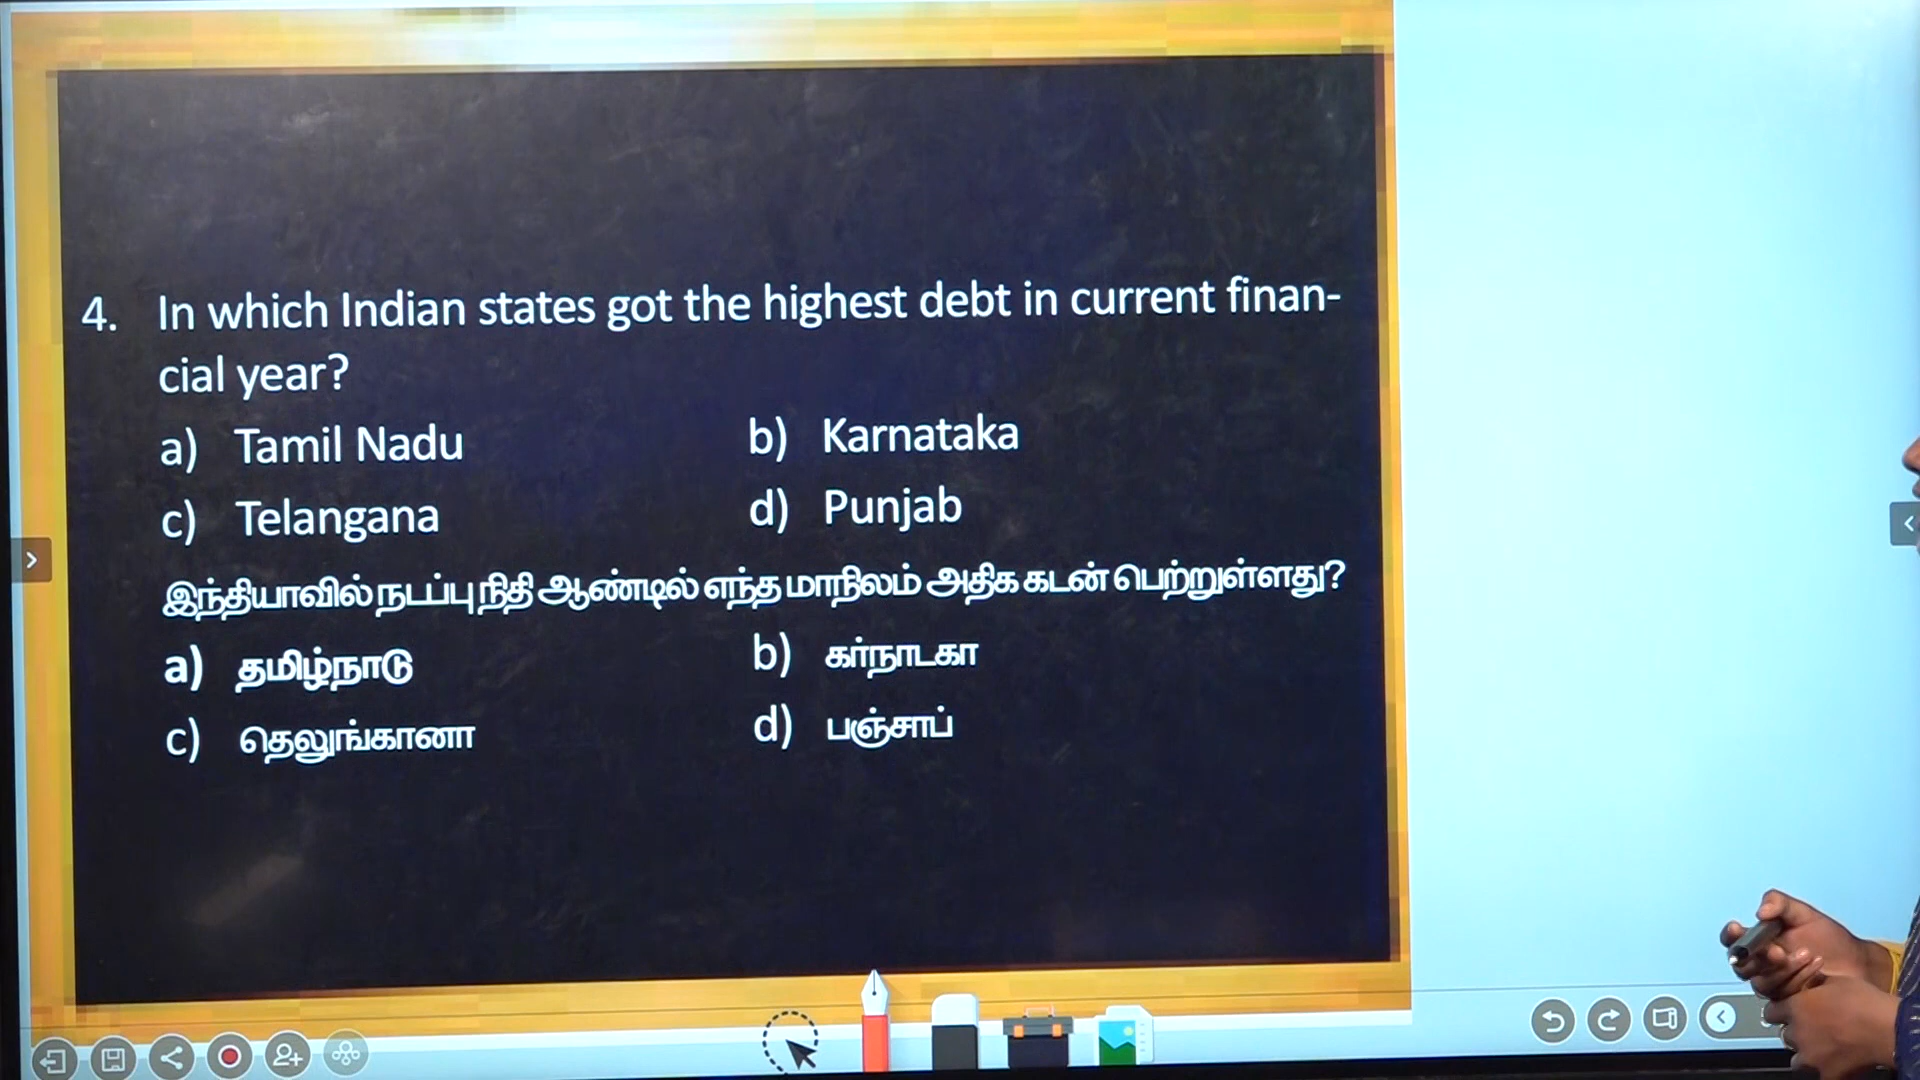 4. In which Indian states got the highest debt in current finan-
cial year?
a) Tamil Nadu b) Karnataka
c) Telangana d) Punjab
இந்தியாவில் நடப்பு நிதி ஆண்டில் எந்த மாநிலம் அதிக கடன் பெற்றுள்ளது?
a) தமிழ்நாடு b) கர்நாடகா
c) தெலுங்கானா d) பஞ்சாப்